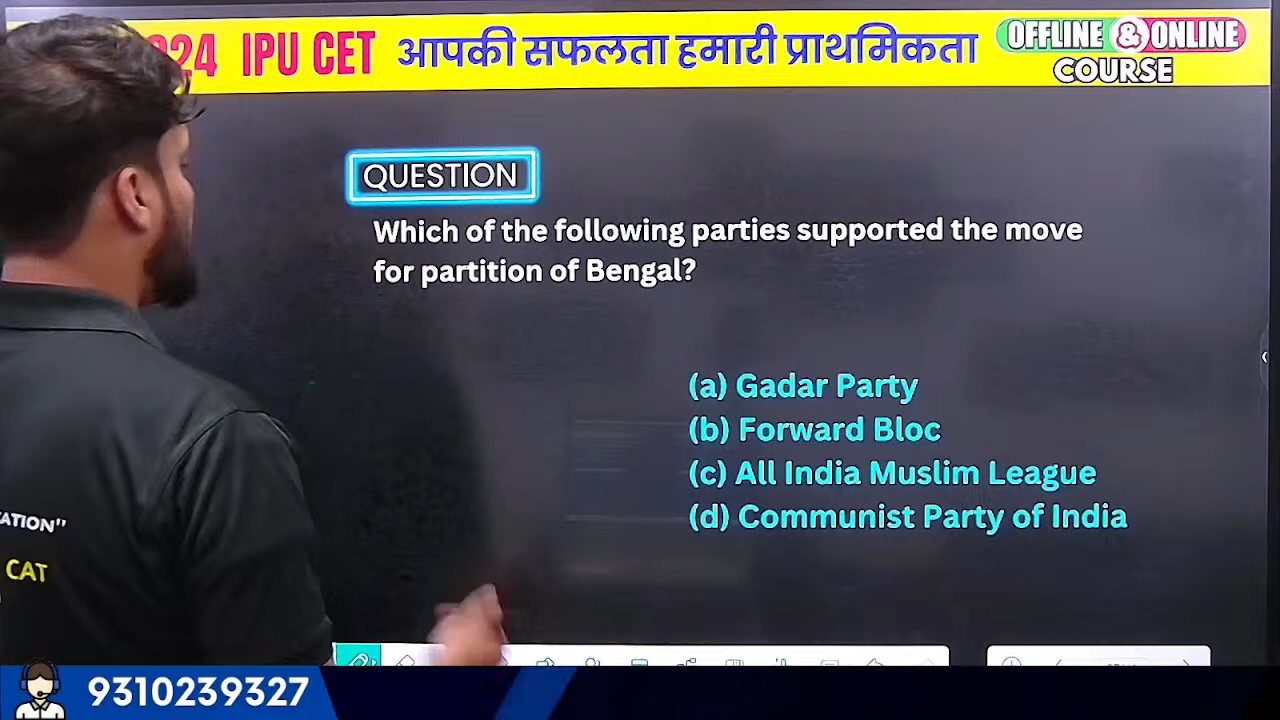 24 IPU CET आपकी सफलता हमारी प्राथमिकता OFFLINE & ONLINE
COURSE
QUESTION
Which of the following parties supported the move
for partition of Bengal?
(a) Gadar Party
(b) Forward Bloc
(c) All India Muslim League
(d) Communist Party of India
CAT
9310239327